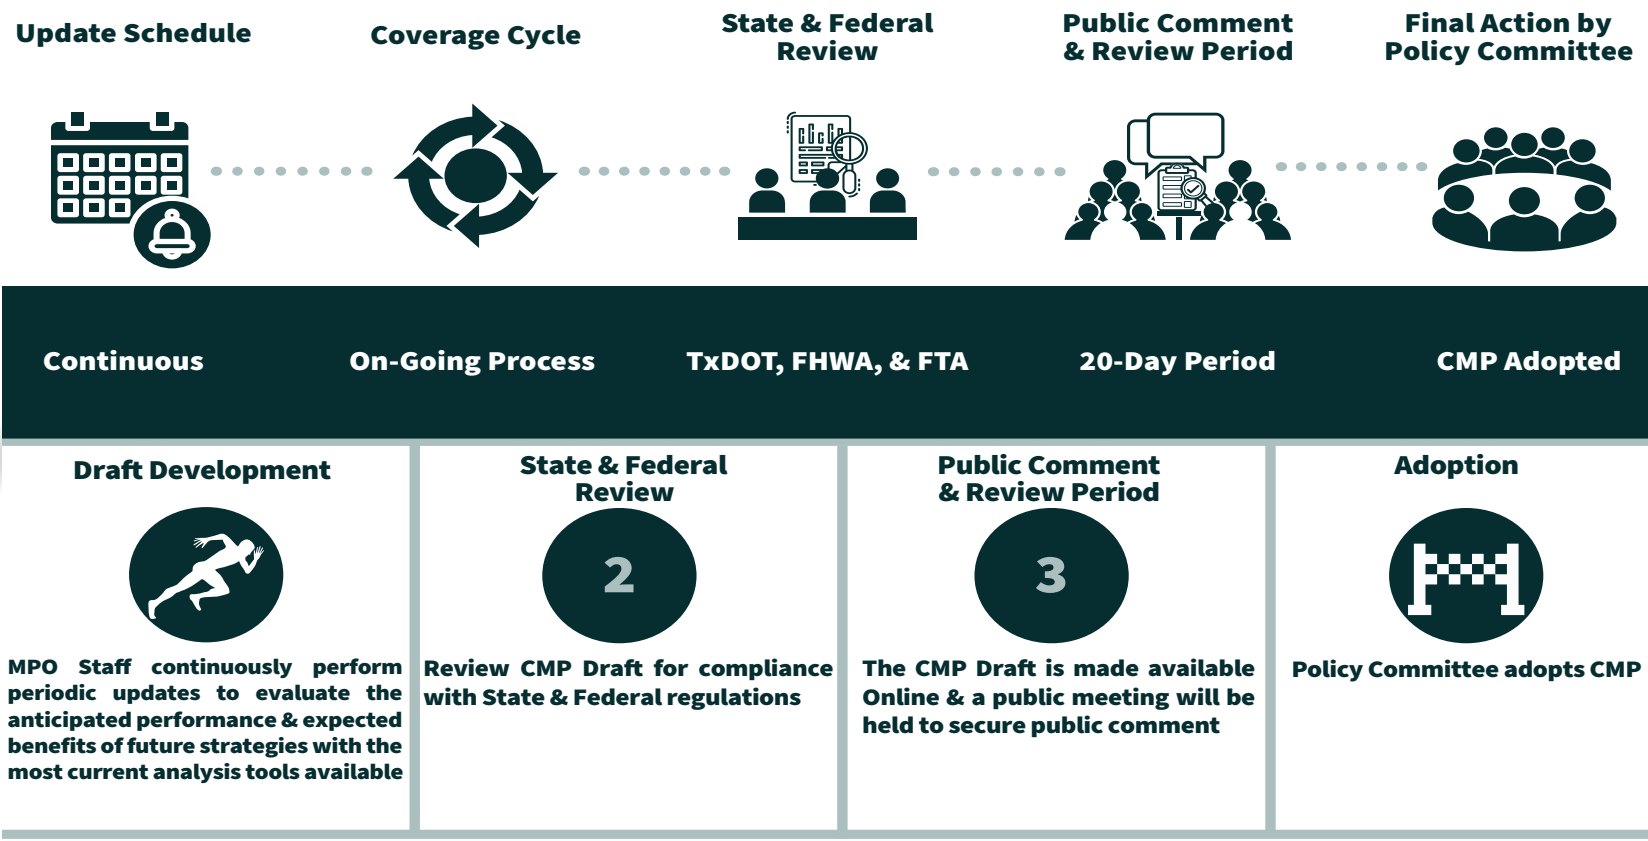 Update Schedule
Coverage Cycle
State & Federal
Review
Public Comment
& Review Period
Final Action by
Policy Committee
Continuous
On-Going Process
TxDOT, FHWA, & FTA
20-Day Period
CMP Adopted
Draft Development
MPO Staff continuously perform
periodic updates to evaluate the
anticipated performance & expected
benefits of future strategies with the
most current analysis tools available
State & Federal
Review
2
Review CMP Draft for compliance
with State & Federal regulations
Public Comment
& Review Period
3
The CMP Draft is made available
Online & a public meeting will be
held to secure public comment
Adoption
Policy Committee adopts CMP